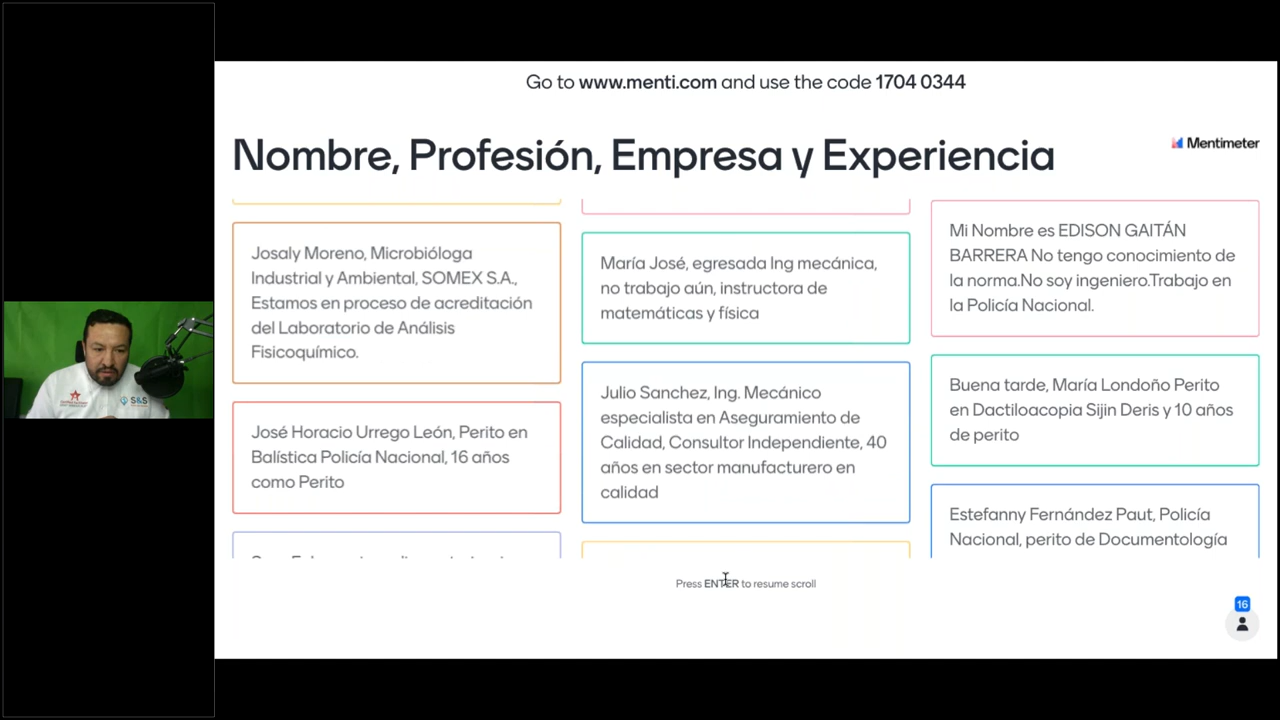 Go to www.menti.com and use the code 1704 0344
Nombre, Profesión, Empresa y Experiencia
Mentimeter
Josaly Moreno, Microbióloga
Industrial y Ambiental, SOMEX S.A.,
Estamos en proceso de acreditación
del Laboratorio de Análisis
Fisicoquímico.
José Horacio Urrego León, Perito en
Balística Policía Nacional, 16 años
como Perito
María José, egresada Ing mecánica,
no trabajo aún, instructora de
matemáticas y física
Julio Sanchez, Ing. Mecánico
especialista en Aseguramiento de
Calidad, Consultor Independiente, 40
años en sector manufacturero en
calidad
Mi Nombre es EDISON GAITÁN
BARRERA No tengo conocimiento de
la norma.No soy ingeniero.Trabajo en
la Policía Nacional.
Buena tarde, María Londoño Perito
en Dactiloacopia Sijin Deris y 10 años
de perito
Estefanny Fernández Paut, Policía
Nacional, perito de Documentología
Press ENTER to resume scroll
16
S&S